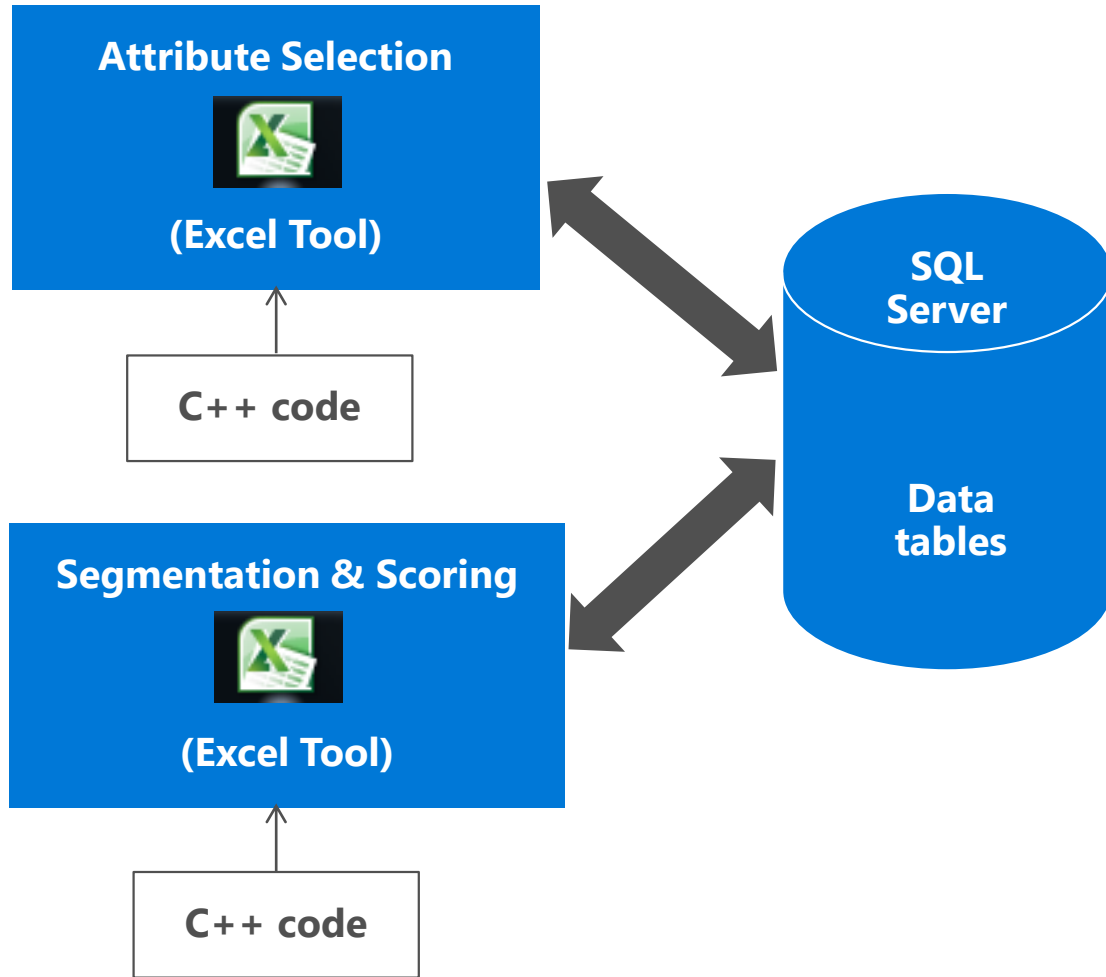 Attribute Selection
(Excel Tool)
C++ code
SQL
Server
Data
tables
Segmentation & Scoring
(Excel Tool)
C++ code